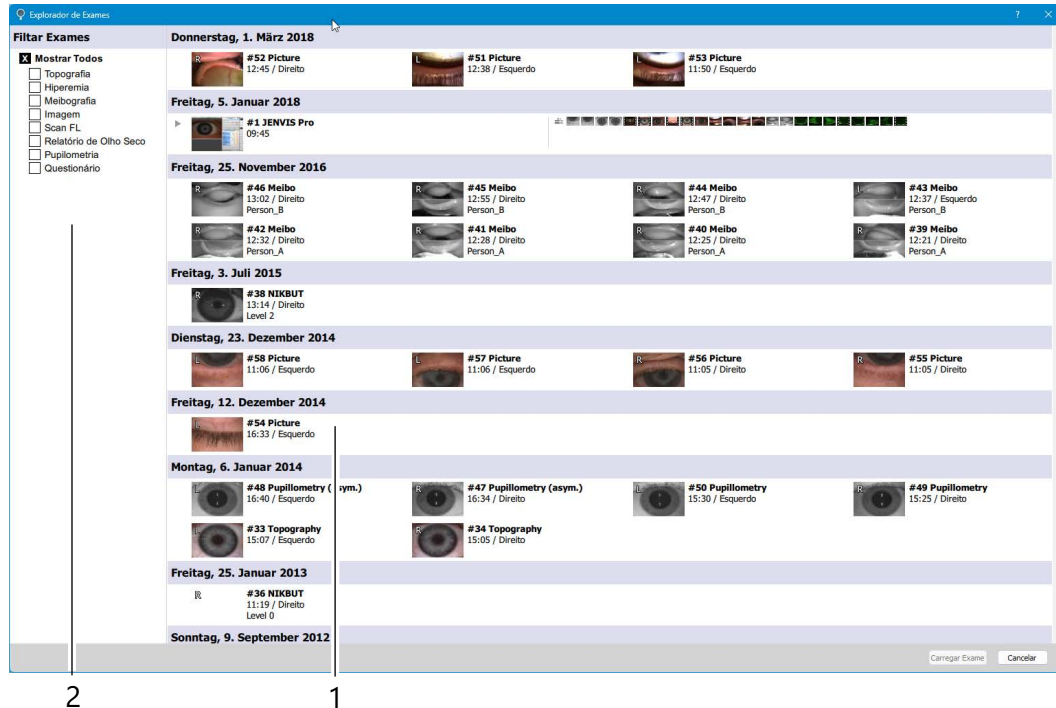 Explorador de Exames
?
Filtar Exames
X Mostrar Todos
Topografia
Hiperemia
Meibografia
Imagem
Scan FL
Relatório de Olho Seco
Pupilometria
Questionário
Donnerstag, 1. März 2018
R #52 Picture
12:45 / Direito
L #51 Picture
12:38 / Esquerdo
L #53 Picture
11:50 / Esquerdo
Freitag, 5. Januar 2018
#1 JENVIS Pro
09:45
Freitag, 25. November 2016
R #46 Meibo
13:02 / Direito
Person_B
R #45 Meibo
12:55 / Direito
Person_B
R #44 Meibo
12:47 / Direito
Person_B
L #43 Meibo
12:37 / Esquerdo
Person_B
R #42 Meibo
12:32 / Direito
Person_A
R #41 Meibo
12:28 / Direito
Person_A
R #40 Meibo
12:25 / Direito
Person_A
R #39 Meibo
12:21 / Direito
Person_A
Freitag, 3. Juli 2015
R #38 NIKBUT
13:14 / Direito
Level 2
Dienstag, 23. Dezember 2014
L #58 Picture
11:06 / Esquerdo
L #57 Picture
11:06 / Esquerdo
R #56 Picture
11:05 / Direito
R #55 Picture
11:05 / Direito
Freitag, 12. Dezember 2014
L #54 Picture
16:33 / Esquerdo
Montag, 6. Januar 2014
L #48 Pupillometry (asym.)
16:40 / Esquerdo
R #47 Pupillometry (asym.)
16:34 / Direito
L #50 Pupillometry
15:30 / Esquerdo
R #49 Pupillometry
15:25 / Direito
L #33 Topography
15:07 / Esquerdo
R #34 Topography
15:05 / Direito
Freitag, 25. Januar 2013
R #36 NIKBUT
11:19 / Direito
Level 0
Sonntag, 9. September 2012
Carregar Exame
Cancelar
2
1